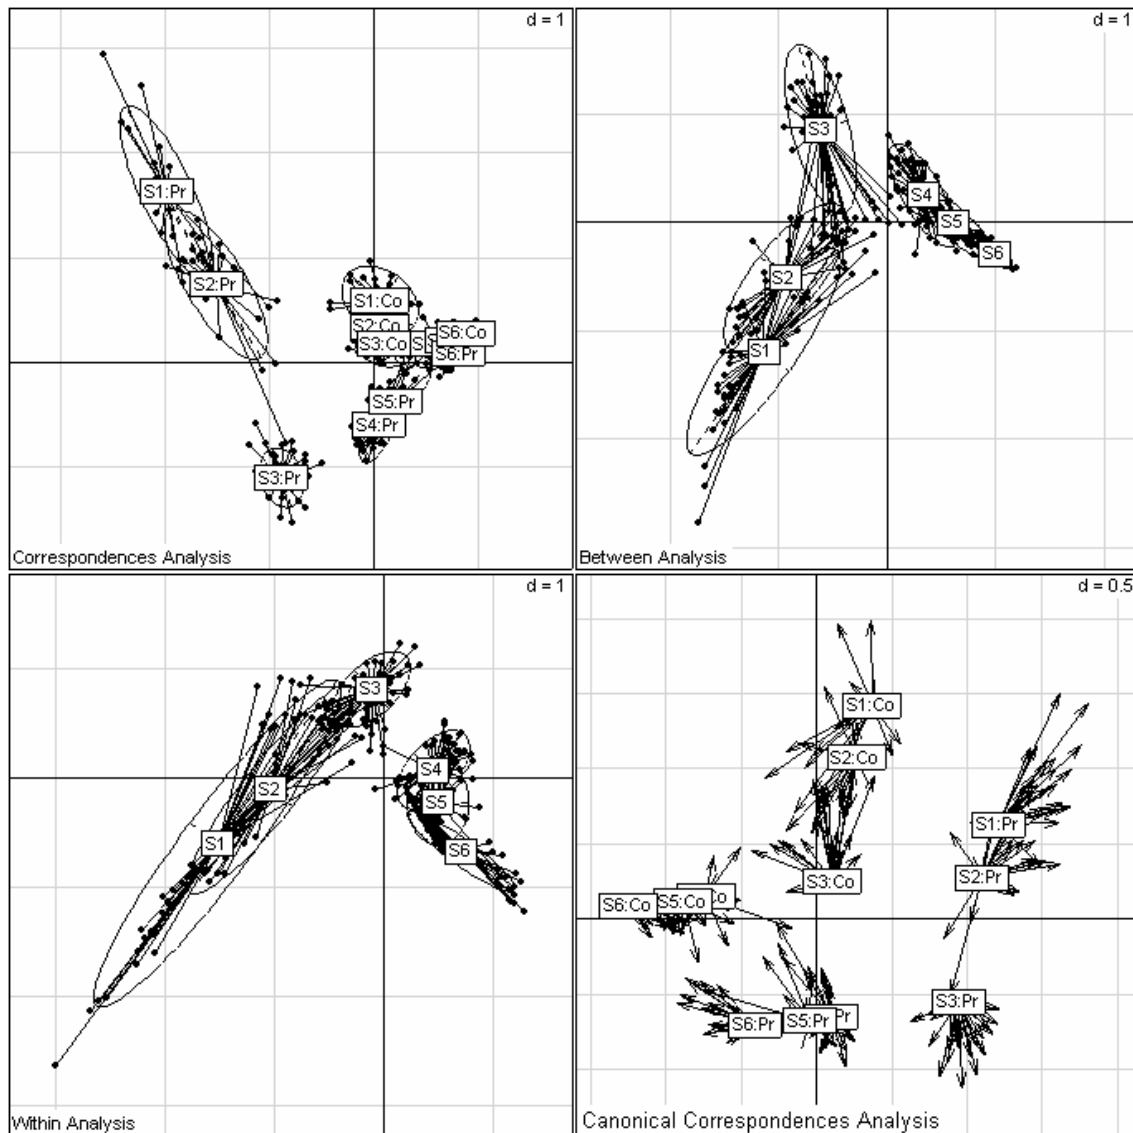 d = 1
S1:Pr
S2:Pr
S1:Co
S2:Co
S3:Co
S6:Co
S6:Pr
S5:Pr
S4:Pr
S3:Pr
Correspondences Analysis
d = 1
S3
S4
S5
S6
S2
S1
Between Analysis
d = 1
S3
S4
S5
S2
S1
S6
Within Analysis
d = 0.5
S1:Co
S2:Co
S1:Pr
S2:Pr
S3:Co
S6:Co
S5:Co
S3:Pr
S6:Pr
S5:Pr
Canonical Correspondences Analysis